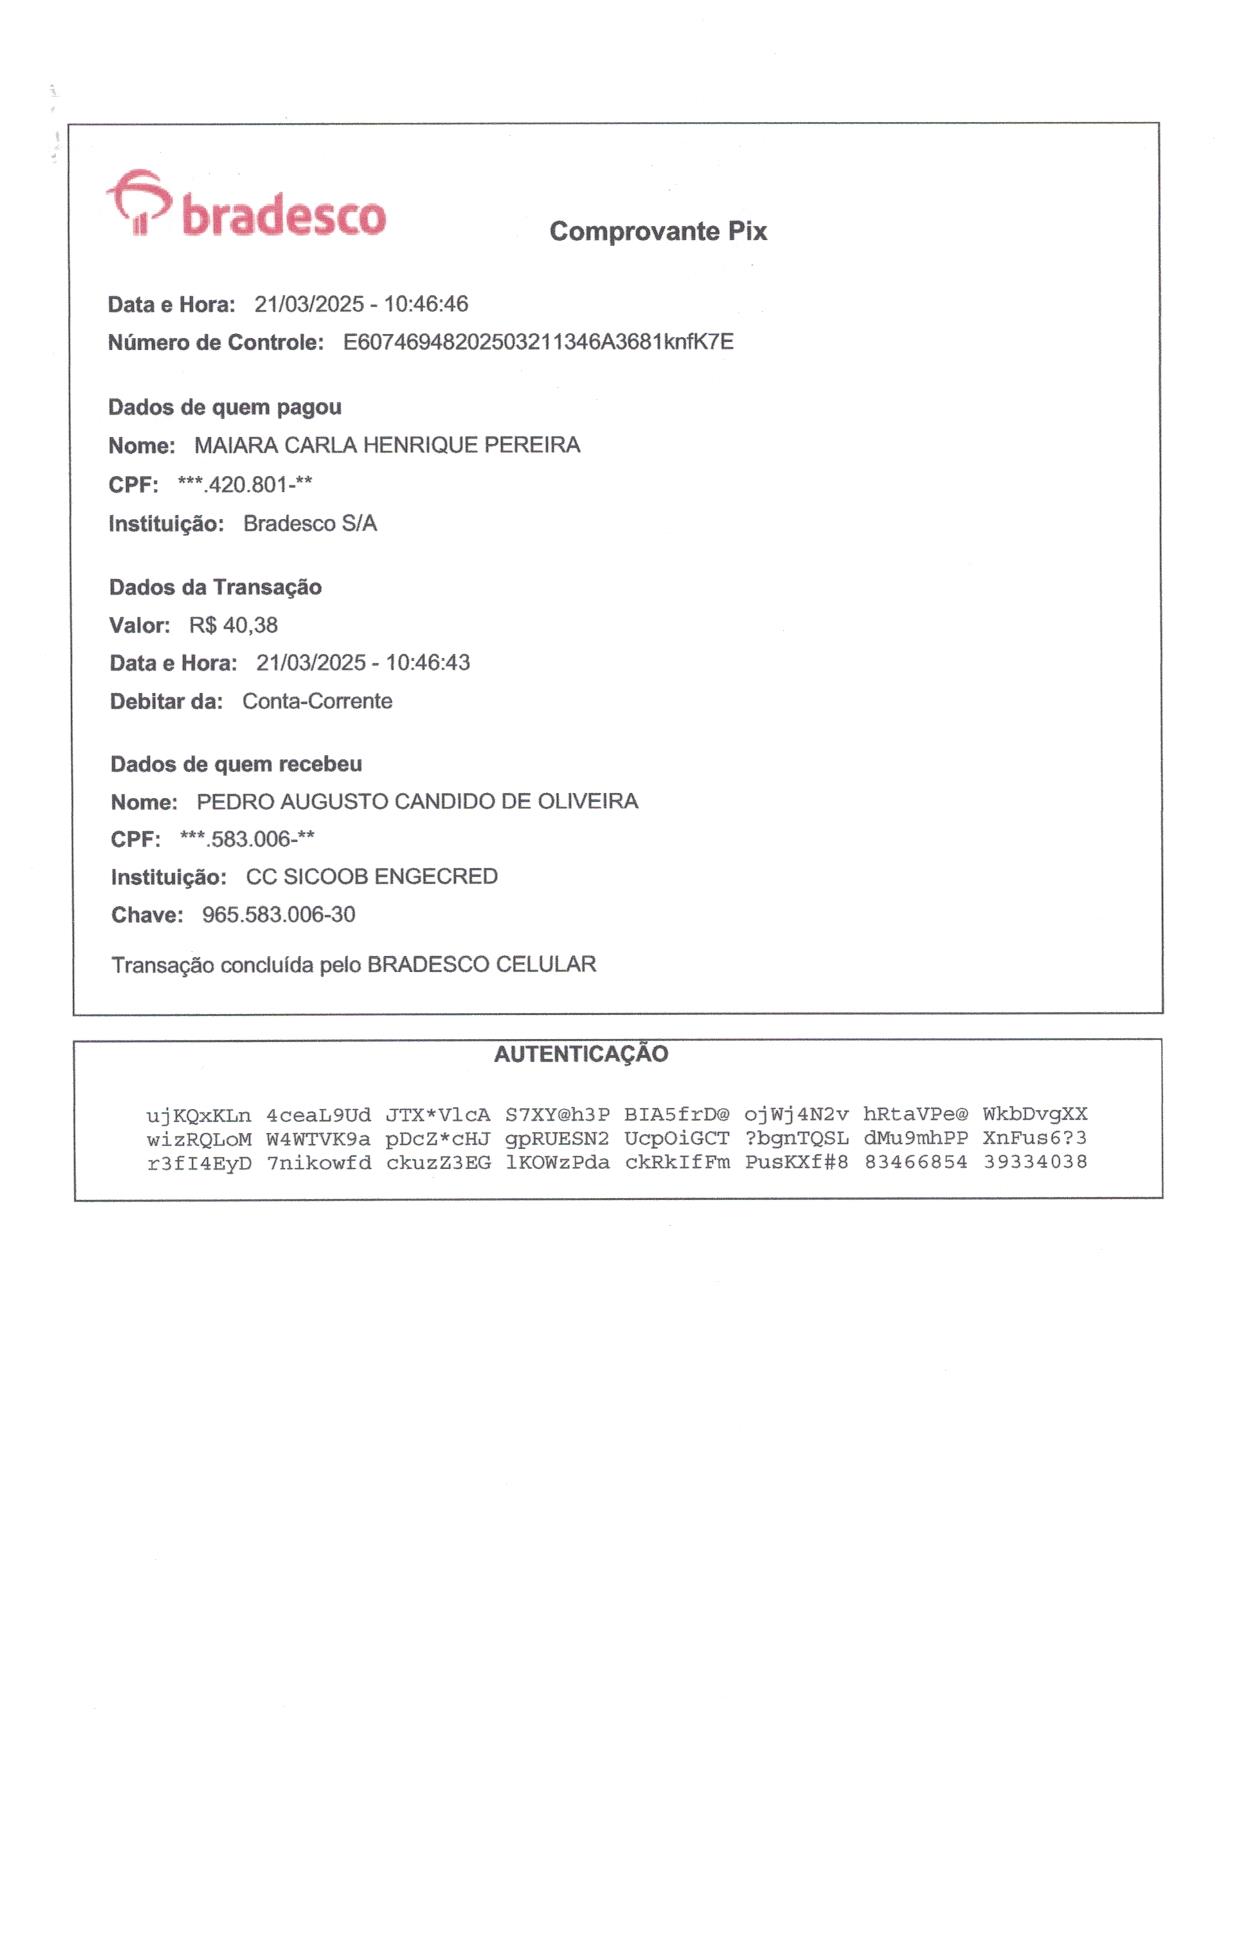 bradesco
Comprovante Pix
Data e Hora: 21/03/2025 - 10:46:46
Número de Controle: E60746948202503211346A3681knfK7E
Dados de quem pagou
Nome: MAIARA CARLA HENRIQUE PEREIRA
CPF: ***.420.801-**
Instituição: Bradesco S/A
Dados da Transação
Valor: R$ 40,38
Data e Hora: 21/03/2025 - 10:46:43
Debitar da: Conta-Corrente
Dados de quem recebeu
Nome: PEDRO AUGUSTO CANDIDO DE OLIVEIRA
CPF: ***.583.006-**
Instituição: CC SICOOB ENGECRED
Chave: 965.583.006-30
Transação concluída pelo BRADESCO CELULAR
AUTENTICAÇÃO
ujKQxKLn 4ceaL9Ud JTX*VlcA S7XY@h3P BIA5frD@ ojWj4N2v hRtaVPe@ WkbDvgXX
wizRQLoM W4WTVK9a pDcZ*cHJ gpRUESN2 UcpOiGCT ?bgnTQSL dMu9mhPP XnFus6?3
r3fI4EyD 7nikowfd ckuzZ3EG lKOWzPda ckRkIfFm PusKXf#8 83466854 39334038